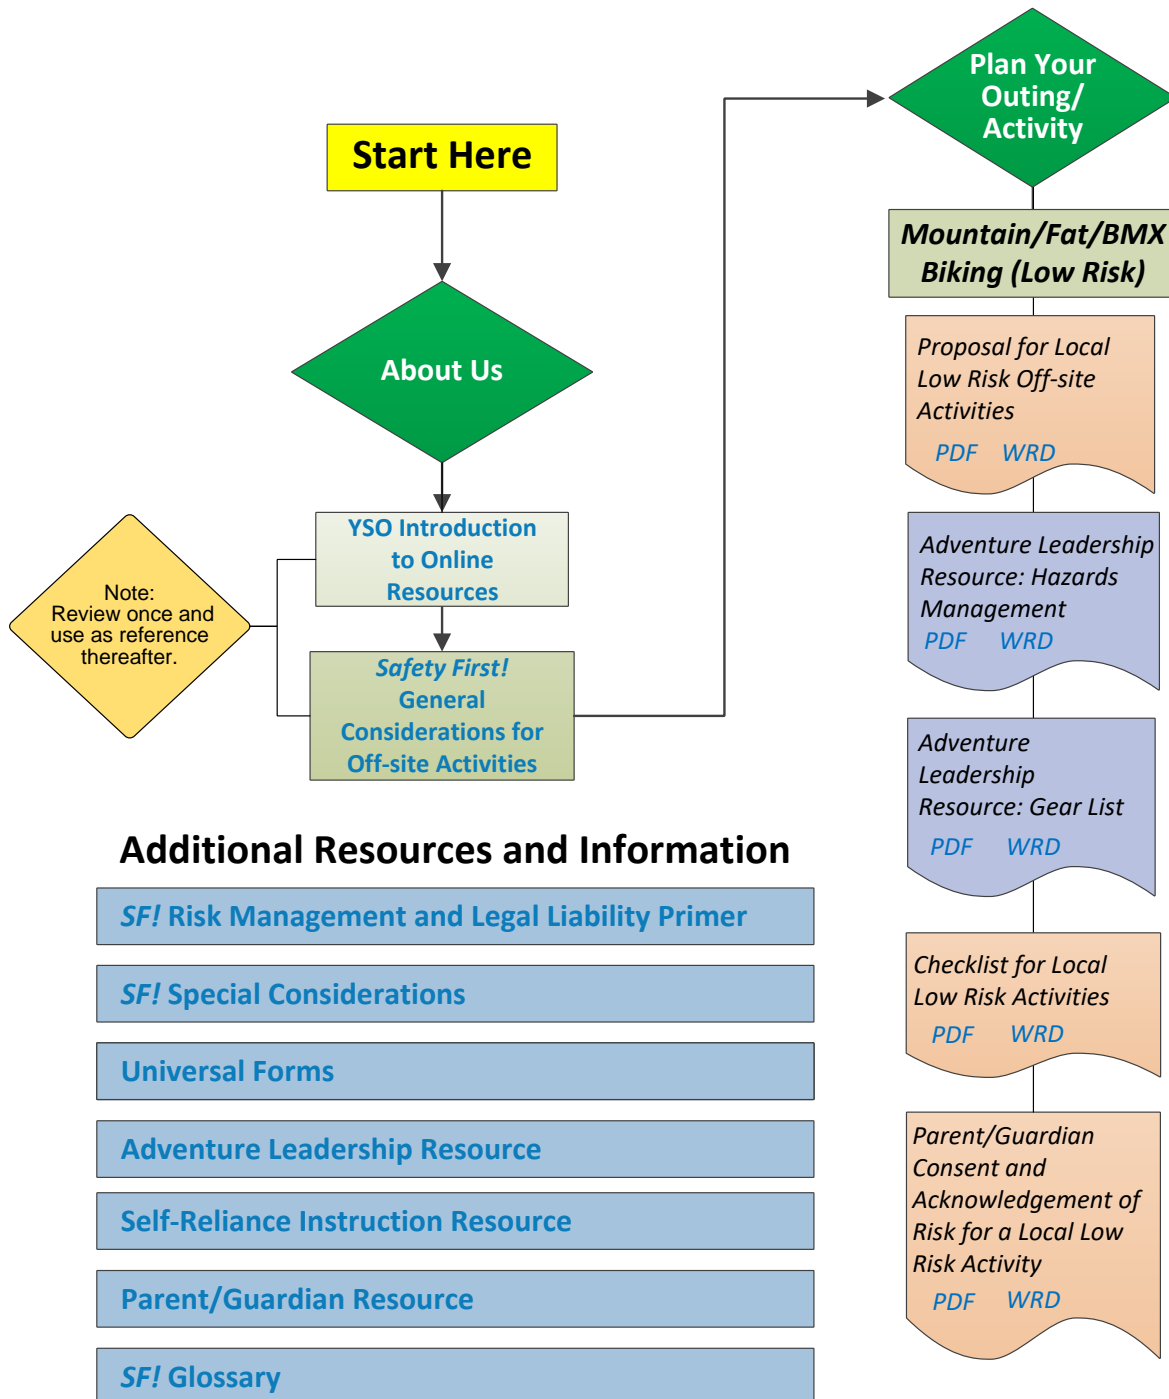 Start Here
About Us
YSO Introduction
to Online
Resources
Note:
Review once and
use as reference
thereafter.
Safety First!
General
Considerations for
Off-site Activities
Plan Your
Outing/
Activity
Mountain/Fat/BMX
Biking (Low Risk)
Proposal for Local
Low Risk Off-site
Activities
PDF WRD
Adventure Leadership
Resource: Hazards
Management
PDF WRD
Adventure
Leadership
Resource: Gear List
PDF WRD
Checklist for Local
Low Risk Activities
PDF WRD
Parent/Guardian
Consent and
Acknowledgement of
Risk for a Local Low
Risk Activity
PDF WRD
Additional Resources and Information
SF! Risk Management and Legal Liability Primer
SF! Special Considerations
Universal Forms
Adventure Leadership Resource
Self-Reliance Instruction Resource
Parent/Guardian Resource
SF! Glossary